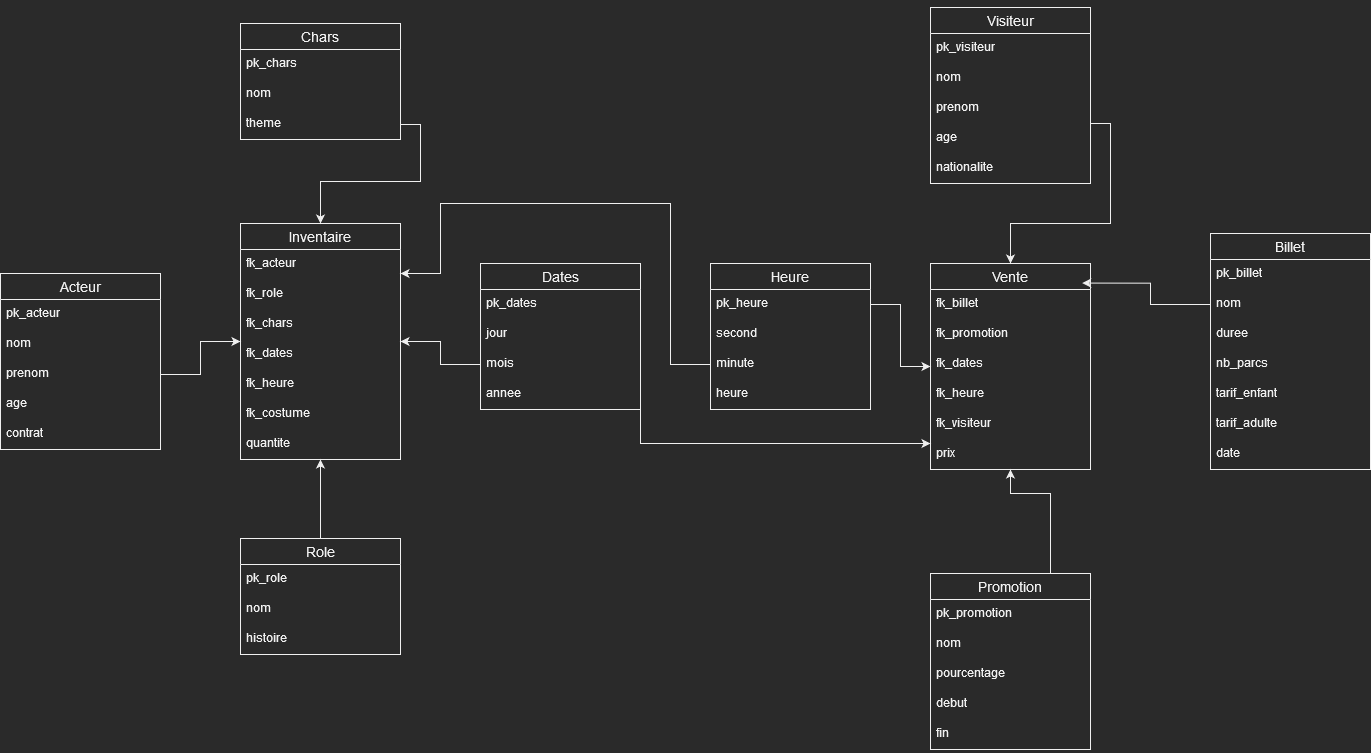 Chars
pk_chars
nom
theme
Visiteur
pk_visiteur
nom
prenom
age
nationalite
Inventaire
fk_acteur
fk_role
fk_chars
fk_dates
fk_heure
fk_costume
quantite
Acteur
pk_acteur
nom
prenom
age
contrat
Dates
pk_dates
jour
mois
annee
Heure
pk_heure
second
minute
heure
Vente
fk_billet
fk_promotion
fk_dates
fk_heure
fk_visiteur
prix
Billet
pk_billet
nom
duree
nb_parcs
tarif_enfant
tarif_adulte
date
Role
pk_role
nom
histoire
Promotion
pk_promotion
nom
pourcentage
debut
fin